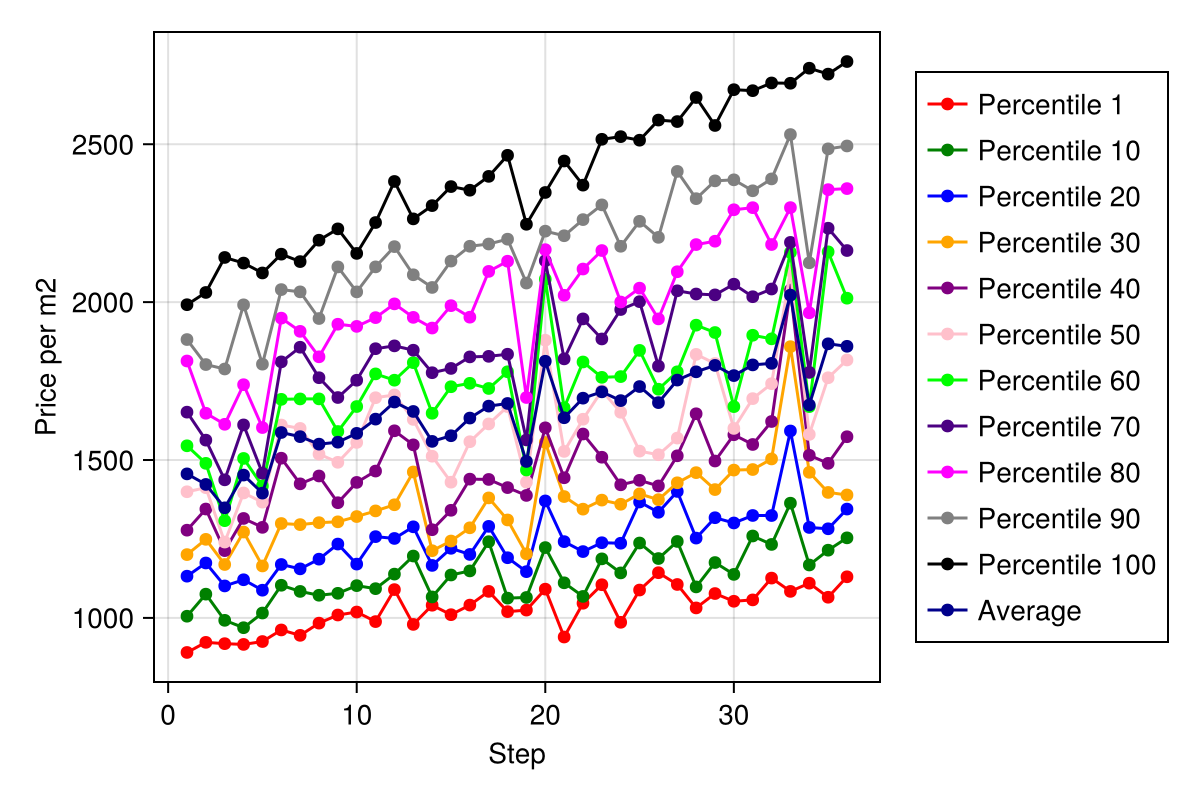 2500
2000
1500
1000
Price per m2
0 10 20 30
Step
Percentile 1
Percentile 10
Percentile 20
Percentile 30
Percentile 40
Percentile 50
Percentile 60
Percentile 70
Percentile 80
Percentile 90
Percentile 100
Average